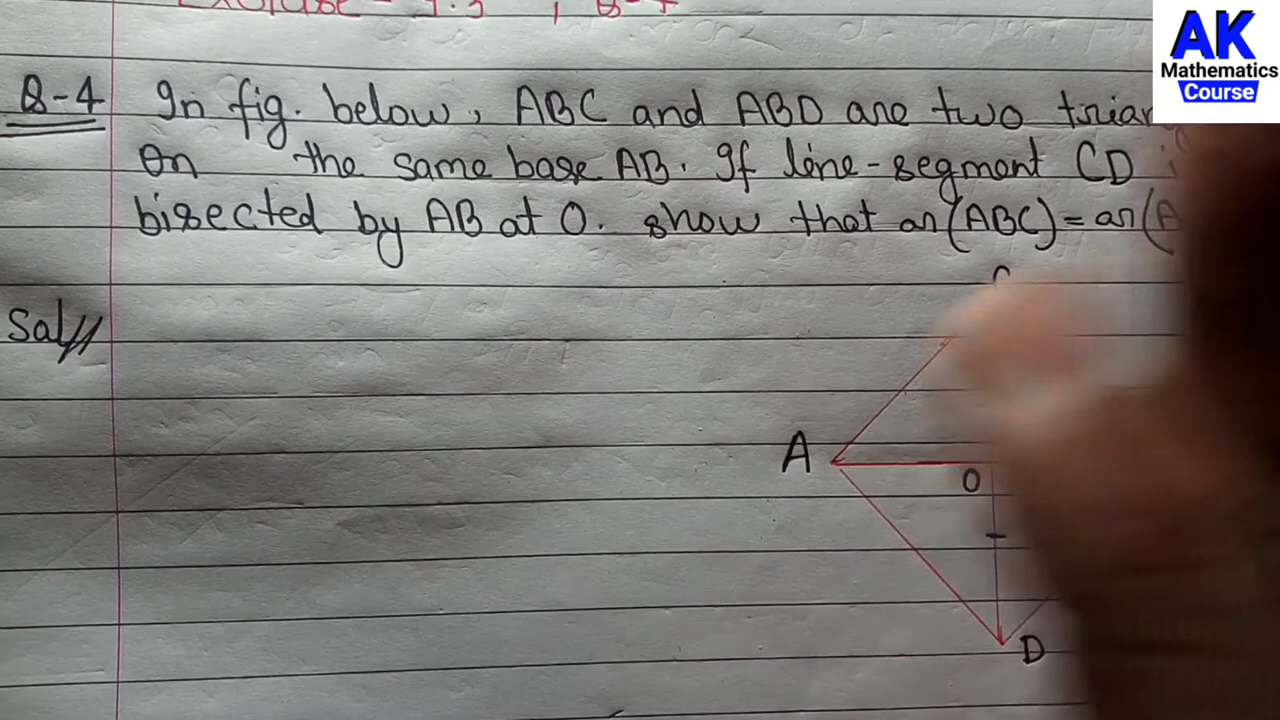 AK
Mathematics
Course
Q-4 In fig. below, ABC and ABD are two
on the same base AB. If line-segment CD
bisected by AB at O. show that ar(ABC) = ar(A
Sol//
C
A
O
D